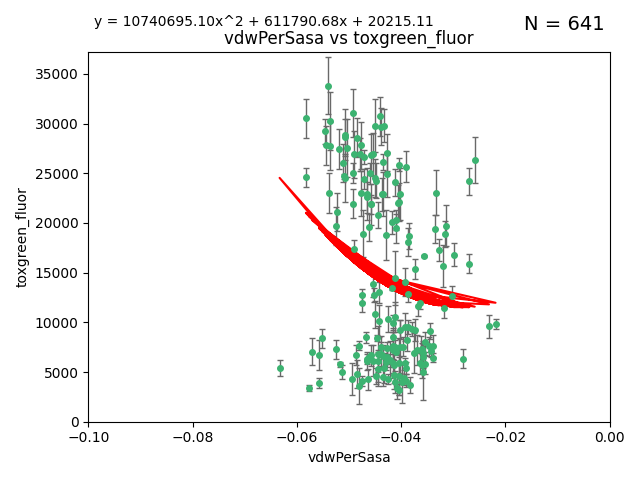 y = 10740695.10x^2 + 611790.68x + 20215.11
N = 641
vdwPerSasa vs toxgreen_fluor
35000
30000
25000
20000
15000
10000
5000
0
toxgreen_fluor
−0.10
−0.08
−0.06
−0.04
−0.02
0.00
vdwPerSasa